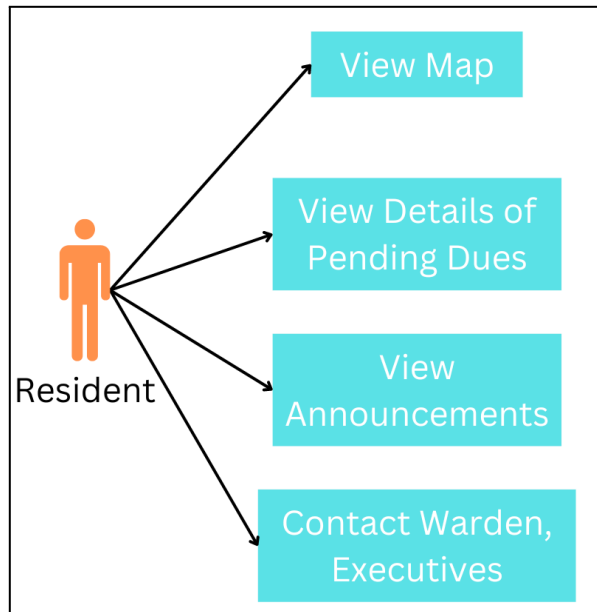 View Map
View Details of
Pending Dues
Resident
View
Announcements
Contact Warden,
Executives